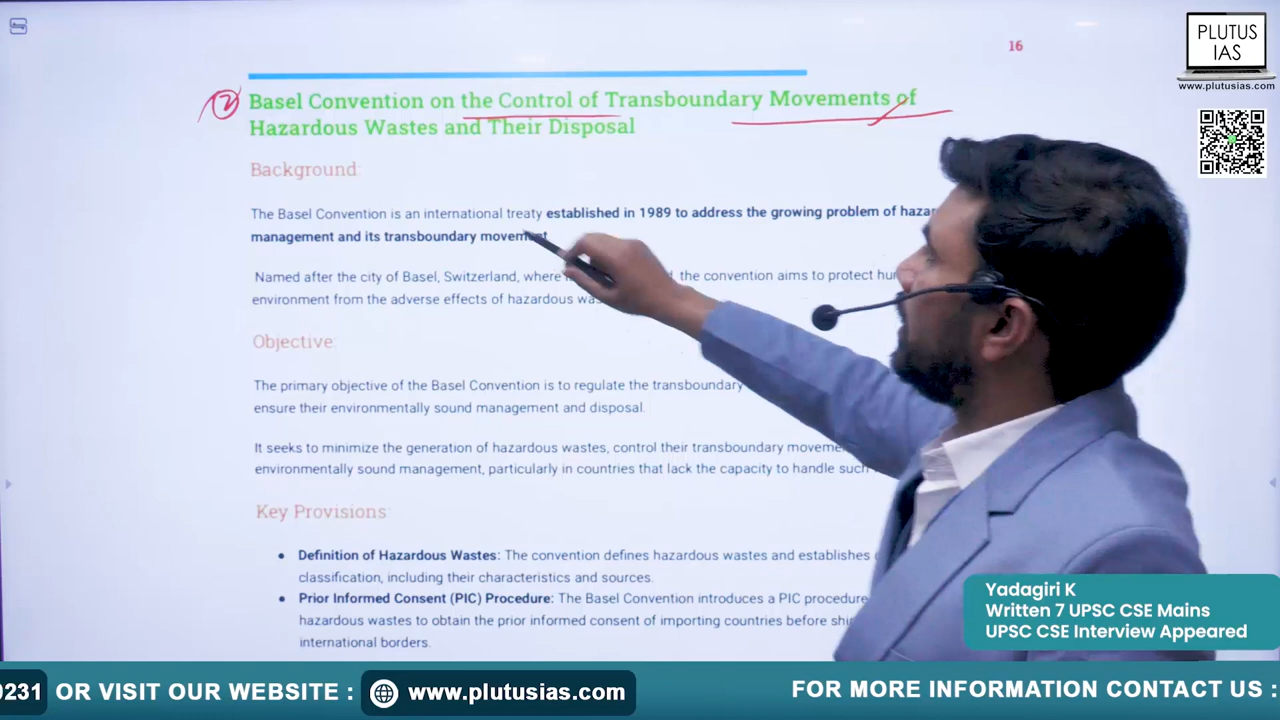 16
PLUTUS
IAS
www.plutusias.com
2 Basel Convention on the Control of Transboundary Movements of
Hazardous Wastes and Their Disposal
Background:
The Basel Convention is an international treaty established in 1989 to address the growing problem of
management and its transboundary movement
Named after the city of Basel, Switzerland, where the convention aims to protect
environment from the adverse effects of hazardous
Objective:
The primary objective of the Basel Convention is to regulate the transboundary
ensure their environmentally sound management and disposal.
It seeks to minimize the generation of hazardous wastes, control their transboundary
environmentally sound management, particularly in countries that lack the capacity to handle such
Key Provisions:
• Definition of Hazardous Wastes: The convention defines hazardous wastes and establishes
classification, including their characteristics and sources.
• Prior Informed Consent (PIC) Procedure: The Basel Convention introduces a PIC procedure
hazardous wastes to obtain the prior informed consent of importing countries before
international borders.
Yadagiri K
Written 7 UPSC CSE Mains
UPSC CSE Interview Appeared
0231 OR VISIT OUR WEBSITE : www.plutusias.com FOR MORE INFORMATION CONTACT US :